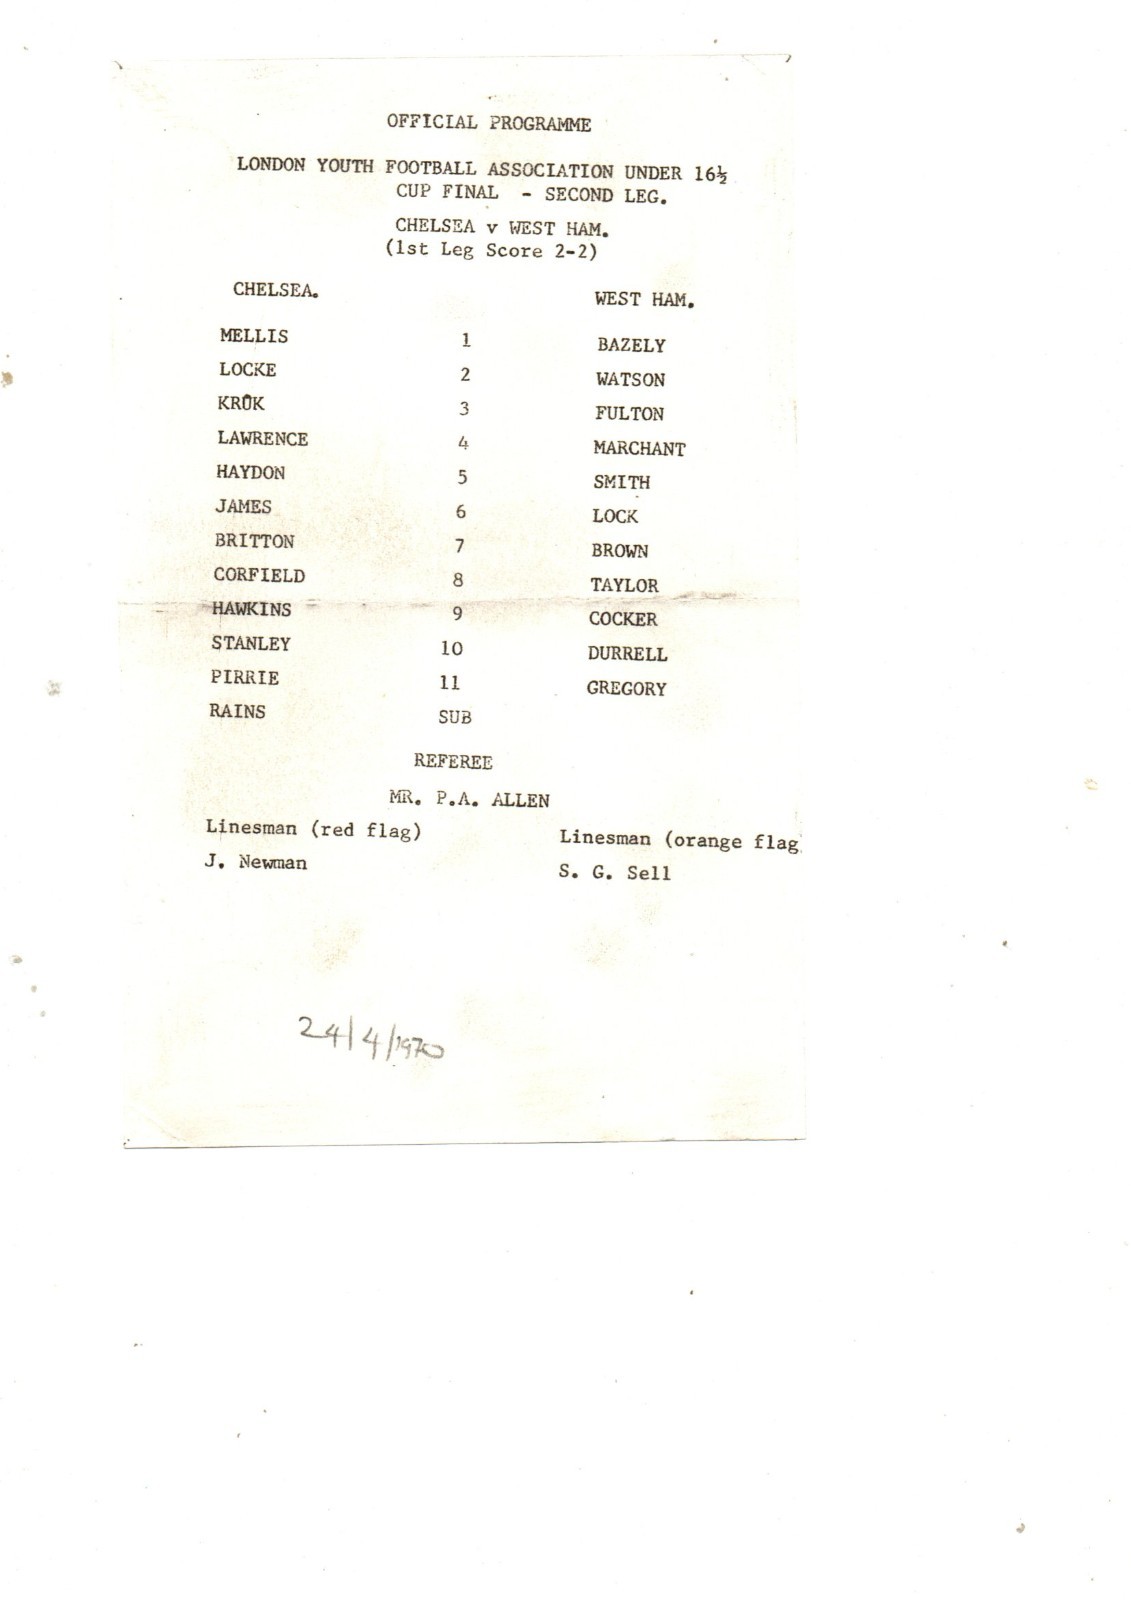 OFFICIAL PROGRAMME
LONDON YOUTH FOOTBALL ASSOCIATION UNDER 16½
CUP FINAL - SECOND LEG.
CHELSEA v WEST HAM.
(1st Leg Score 2-2)
CHELSEA. WEST HAM.
MELLIS 1 BAZELY
LOCKE 2 WATSON
KRÛK 3 FULTON
LAWRENCE 4 MARCHANT
HAYDON 5 SMITH
JAMES 6 LOCK
BRITTON 7 BROWN
CORFIELD 8 TAYLOR
HAWKINS 9 COCKER
STANLEY 10 DURRELL
PIRRIE 11 GREGORY
RAINS SUB
REFEREE
MR. P.A. ALLEN
Linesman (red flag) Linesman (orange flag
J. Newman S. G. Sell
24/4/1970